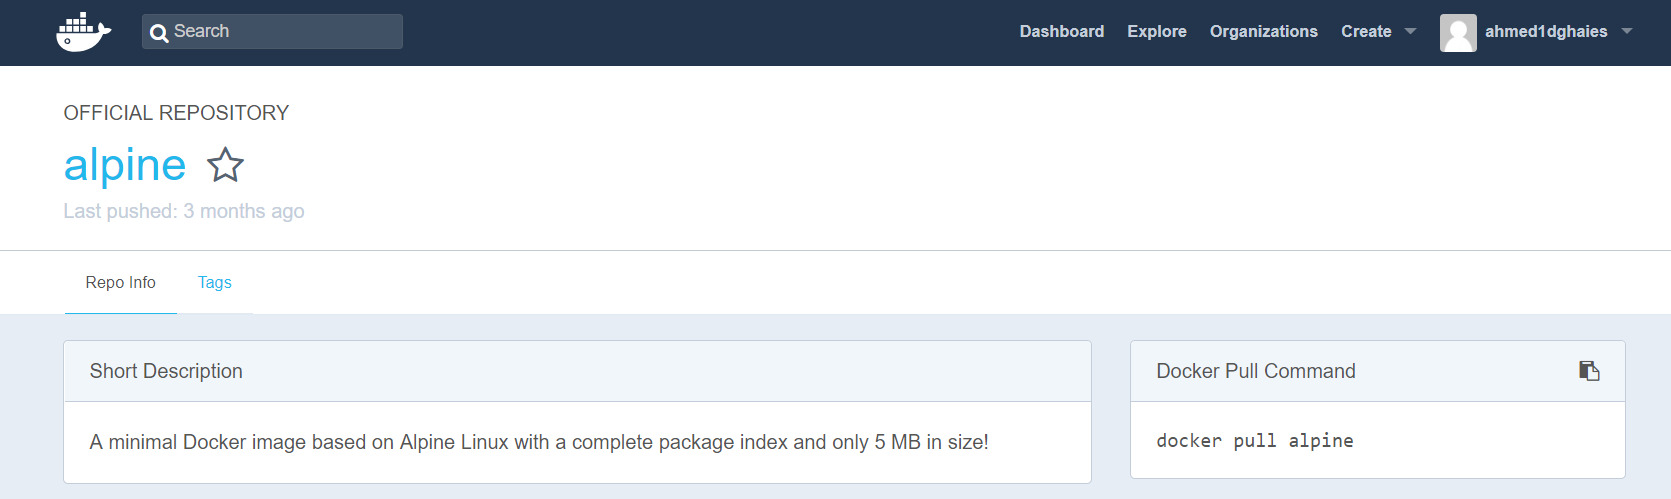 Search
Dashboard Explore Organizations Create ahmed1dghaies
OFFICIAL REPOSITORY
alpine
Last pushed: 3 months ago
Repo Info Tags
Short Description
A minimal Docker image based on Alpine Linux with a complete package index and only 5 MB in size!
Docker Pull Command
docker pull alpine